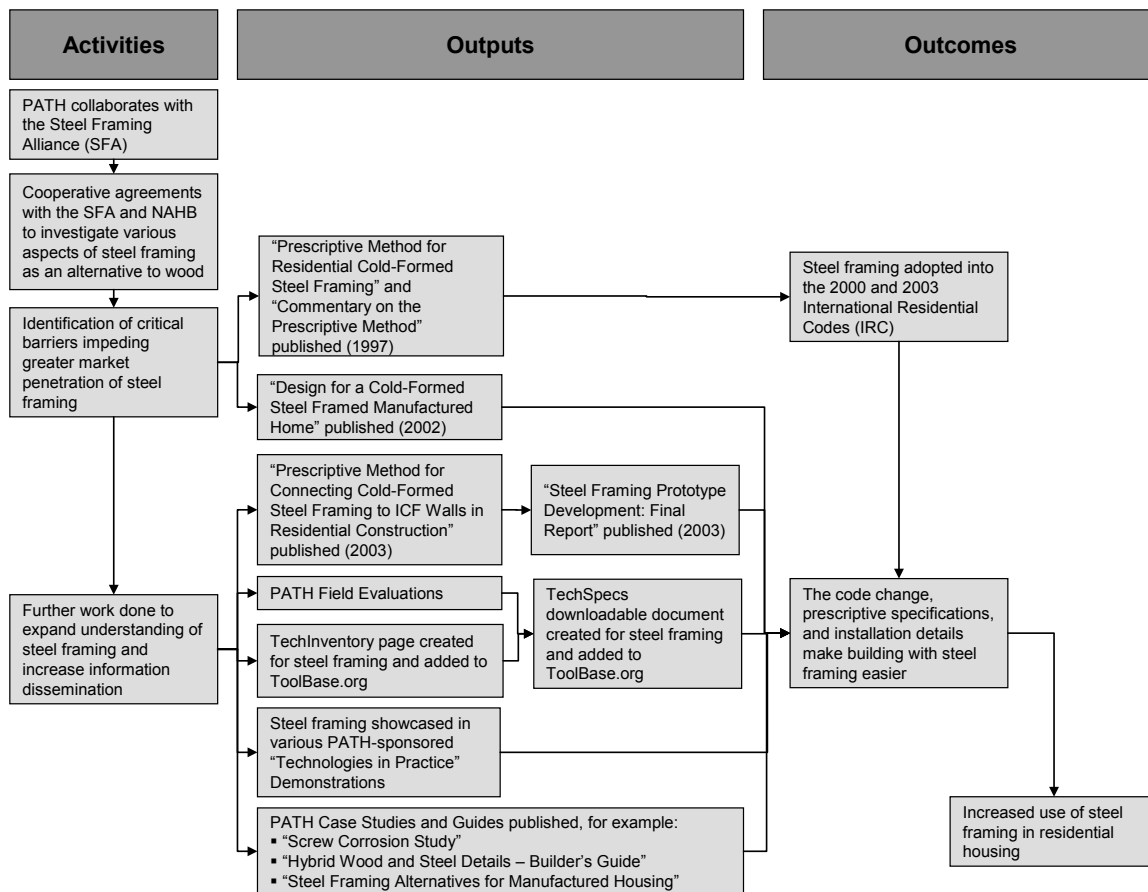 Activities
Outputs
Outcomes
PATH collaborates with
the Steel Framing
Alliance (SFA)
Cooperative agreements
with the SFA and NAHB
to investigate various
aspects of steel framing
as an alternative to wood
Identification of critical
barriers impeding
greater market
penetration of steel
framing
Further work done to
expand understanding of
steel framing and
increase information
dissemination
“Prescriptive Method for
Residential Cold-Formed
Steel Framing” and
“Commentary on the
Prescriptive Method”
published (1997)
“Design for a Cold-Formed
Steel Framed Manufactured
Home” published (2002)
“Prescriptive Method for
Connecting Cold-Formed
Steel Framing to ICF Walls in
Residential Construction”
published (2003)
“Steel Framing Prototype
Development: Final
Report” published (2003)
PATH Field Evaluations
TechInventory page created
for steel framing and added to
ToolBase.org
TechSpecs
downloadable document
created for steel framing
and added to
ToolBase.org
Steel framing showcased in
various PATH-sponsored
“Technologies in Practice”
Demonstrations
PATH Case Studies and Guides published, for example:
▪ “Screw Corrosion Study”
▪ “Hybrid Wood and Steel Details – Builder’s Guide”
▪ “Steel Framing Alternatives for Manufactured Housing”
Steel framing adopted into
the 2000 and 2003
International Residential
Codes (IRC)
The code change,
prescriptive specifications,
and installation details
make building with steel
framing easier
Increased use of steel
framing in residential
housing